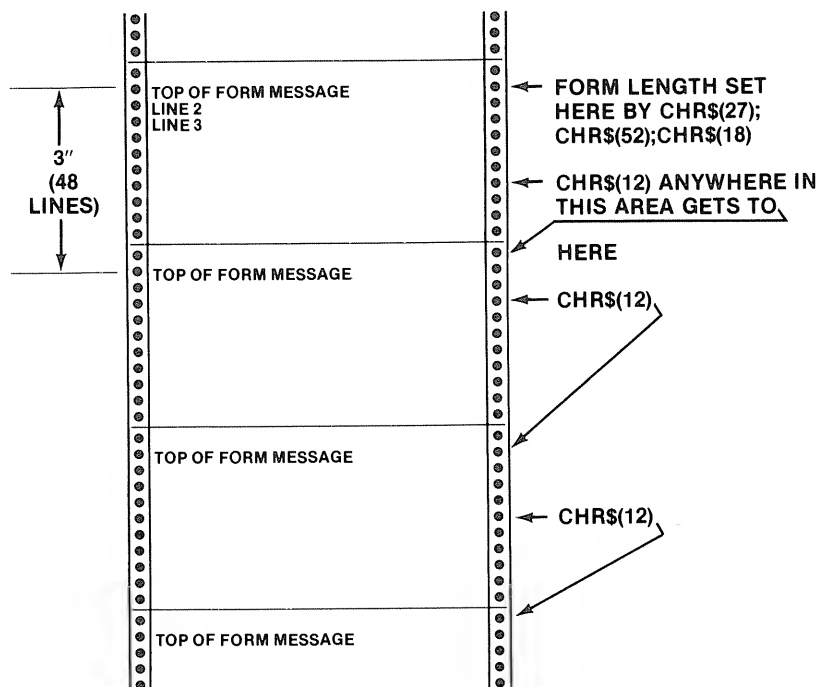 TOP OF FORM MESSAGE
LINE 2
LINE 3
3"
(48
LINES)
FORM LENGTH SET
HERE BY CHR$(27);
CHR$(52);CHR$(18)
CHR$(12) ANYWHERE IN
THIS AREA GETS TO
HERE
TOP OF FORM MESSAGE
CHR$(12)
TOP OF FORM MESSAGE
CHR$(12)
TOP OF FORM MESSAGE